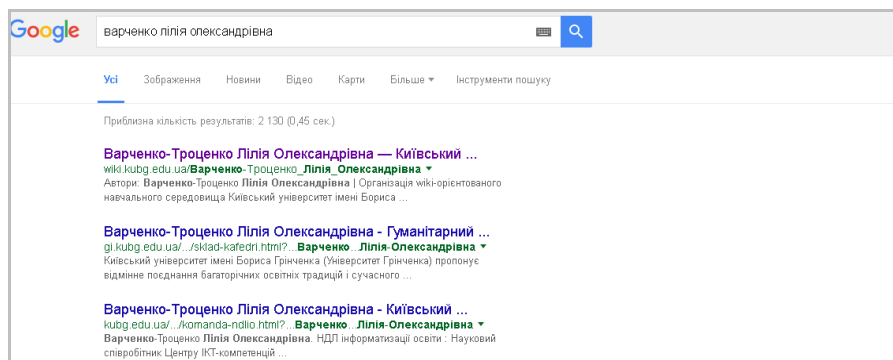 Google
варченко лілія олександрівна
Усі Зображення Новини Відео Карти Більше Інструменти пошуку
Приблизна кількість результатів: 2 130 (0,45 сек.)
Варченко-Троценко Лілія Олександрівна — Київський ...
wiki.kubg.edu.ua/Варченко-Троценко_Лілія_Олександрівна
Автори: Варченко-Троценко Лілія Олександрівна | Організація wiki-орієнтованого
навчального середовища Київський університет імені Бориса ...
Варченко-Троценко Лілія Олександрівна - Гуманітарний ...
gi.kubg.edu.ua/.../sklad-kafedri.html?...Варченко...Лілія-Олександрівна
Київський університет імені Бориса Грінченка (Університет Грінченка) пропонує
відмінне поєднання багаторічних освітніх традицій і сучасного ...
Варченко-Троценко Лілія Олександрівна - Київський ...
kubg.edu.ua/.../komanda-ndlio.html?...Варченко...Лілія-Олександрівна
Варченко-Троценко Лілія Олександрівна. НДЛ інформатизації освіти : Науковий
співробітник Центру ІКТ-компетенцій ...